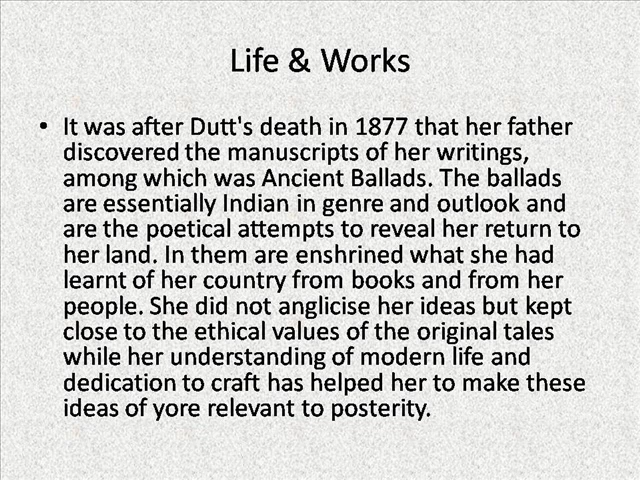 Life & Works
• It was after Dutt's death in 1877 that her father
discovered the manuscripts of her writings,
among which was Ancient Ballads. The ballads
are essentially Indian in genre and outlook and
are the poetical attempts to reveal her return to
her land. In them are enshrined what she had
learnt of her country from books and from her
people. She did not anglicise her ideas but kept
close to the ethical values of the original tales
while her understanding of modern life and
dedication to craft has helped her to make these
ideas of yore relevant to posterity.